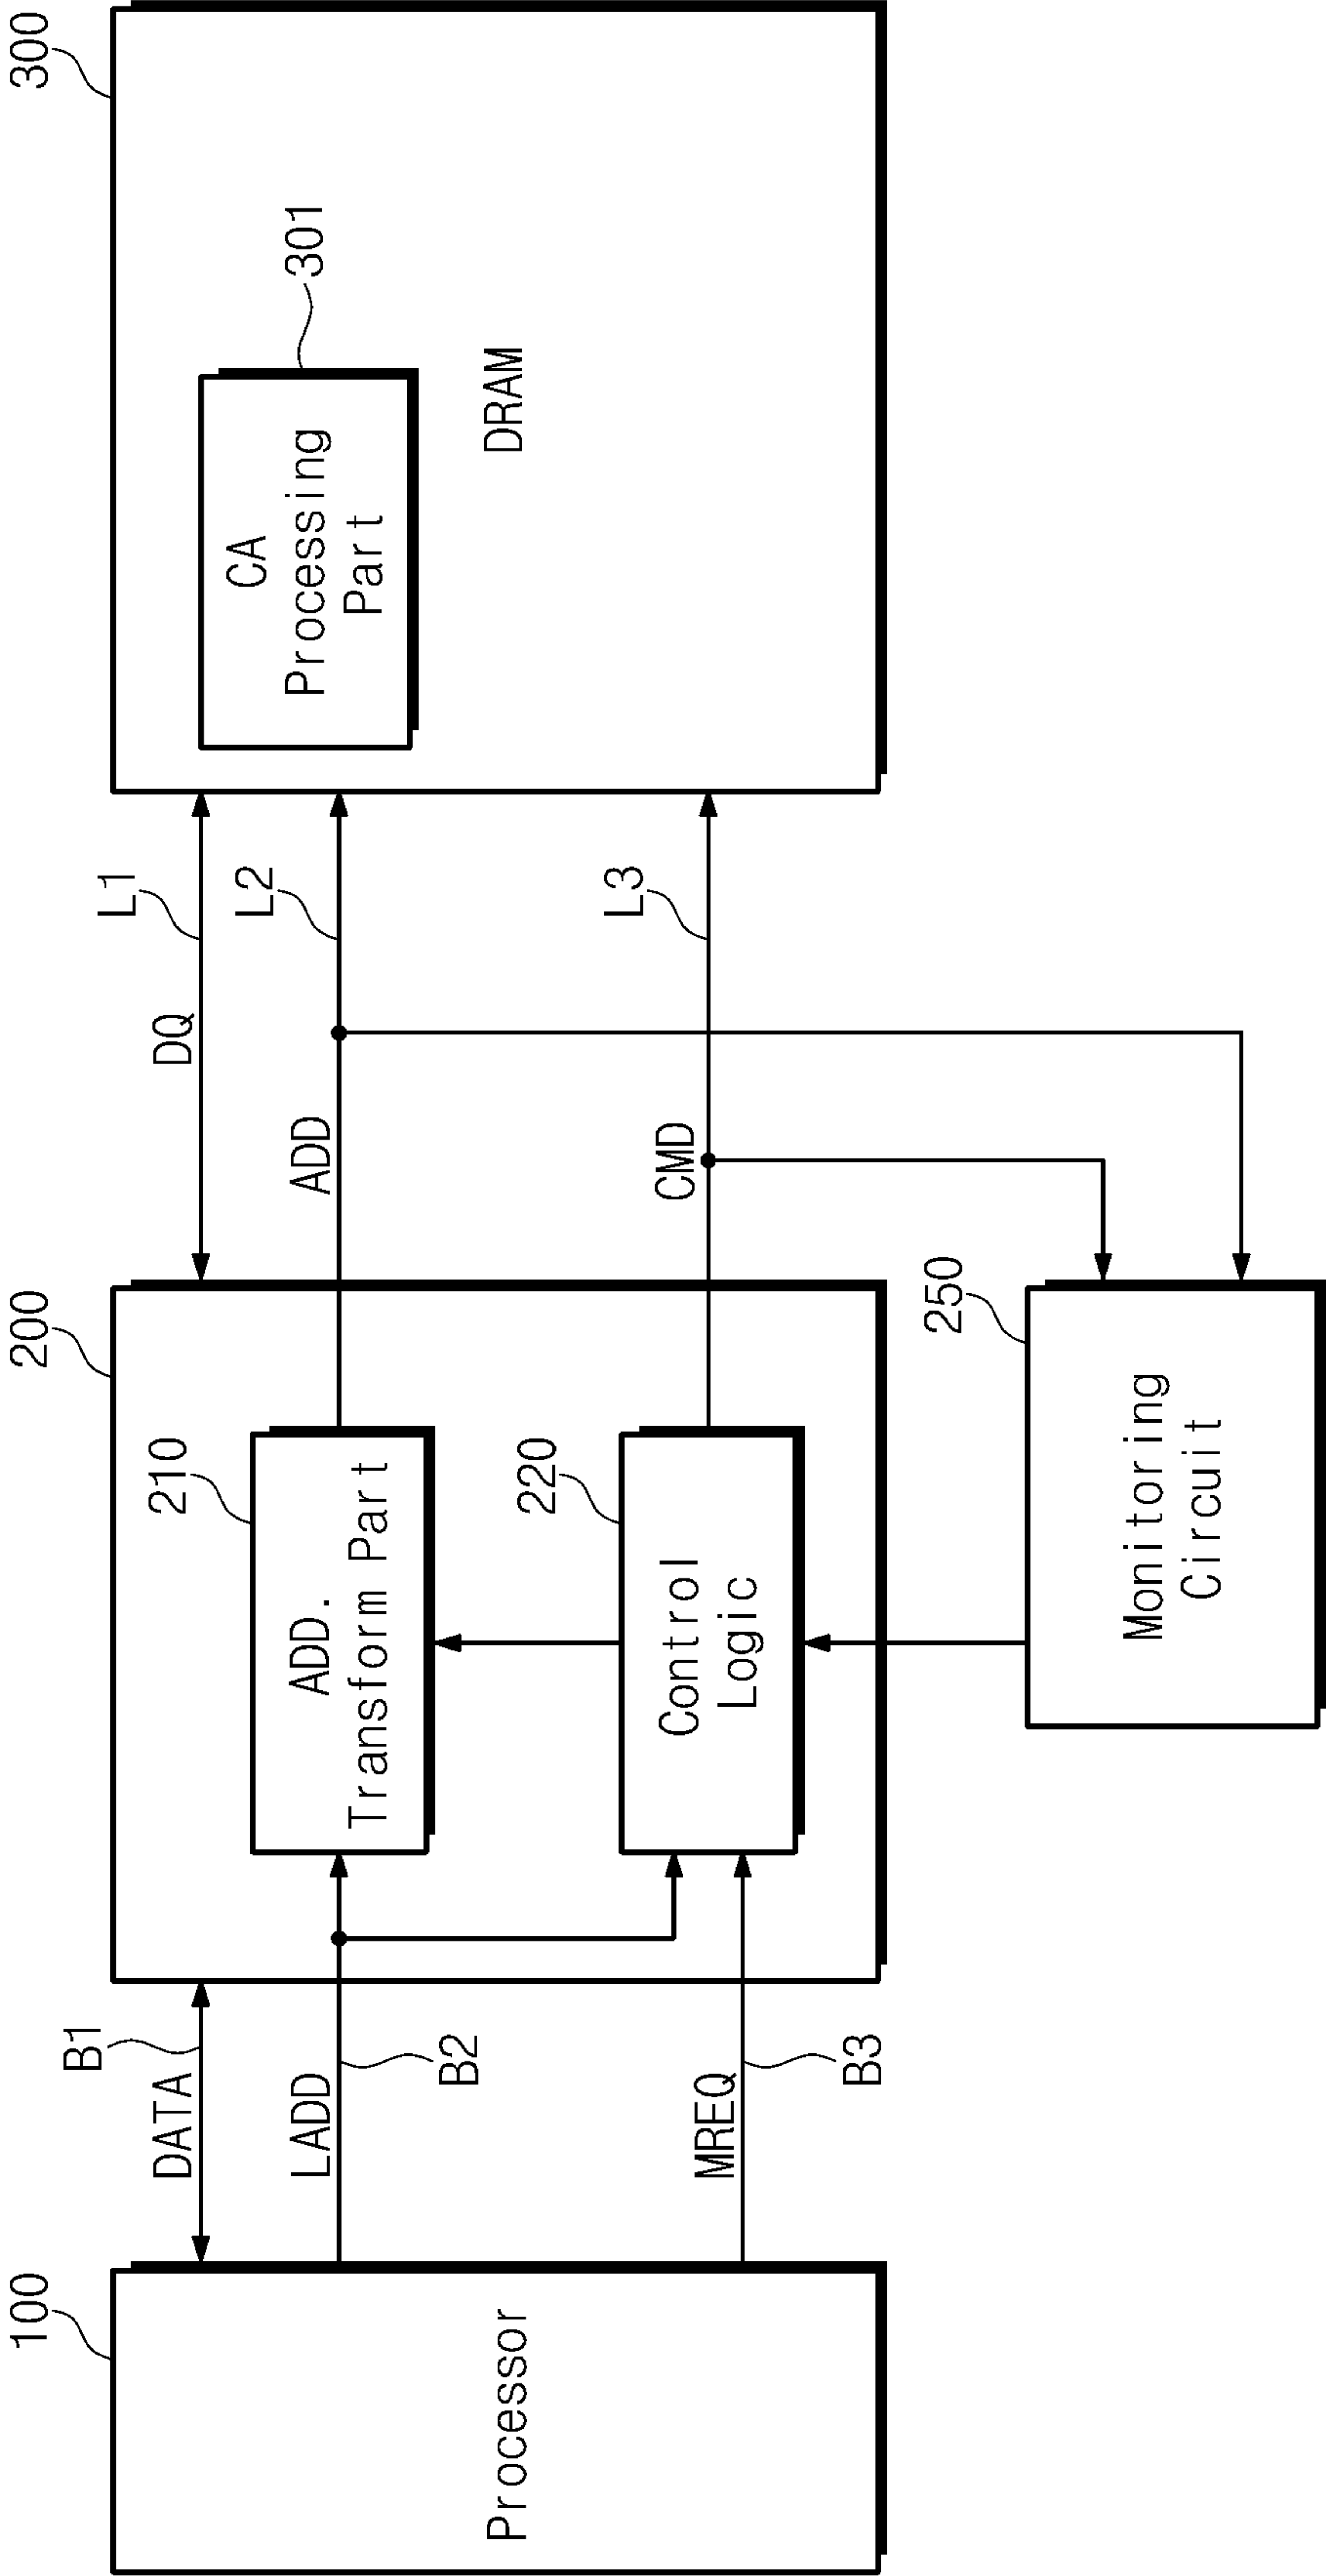 100
200
300
B1
L1
DATA
DQ
210
LADD
ADD.
Transform Part
ADD
L2
CA
Processing
Part
301
B2
Processor
DRAM
220
Control
Logic
CMD
L3
MREQ
B3
250
Monitoring
Circuit